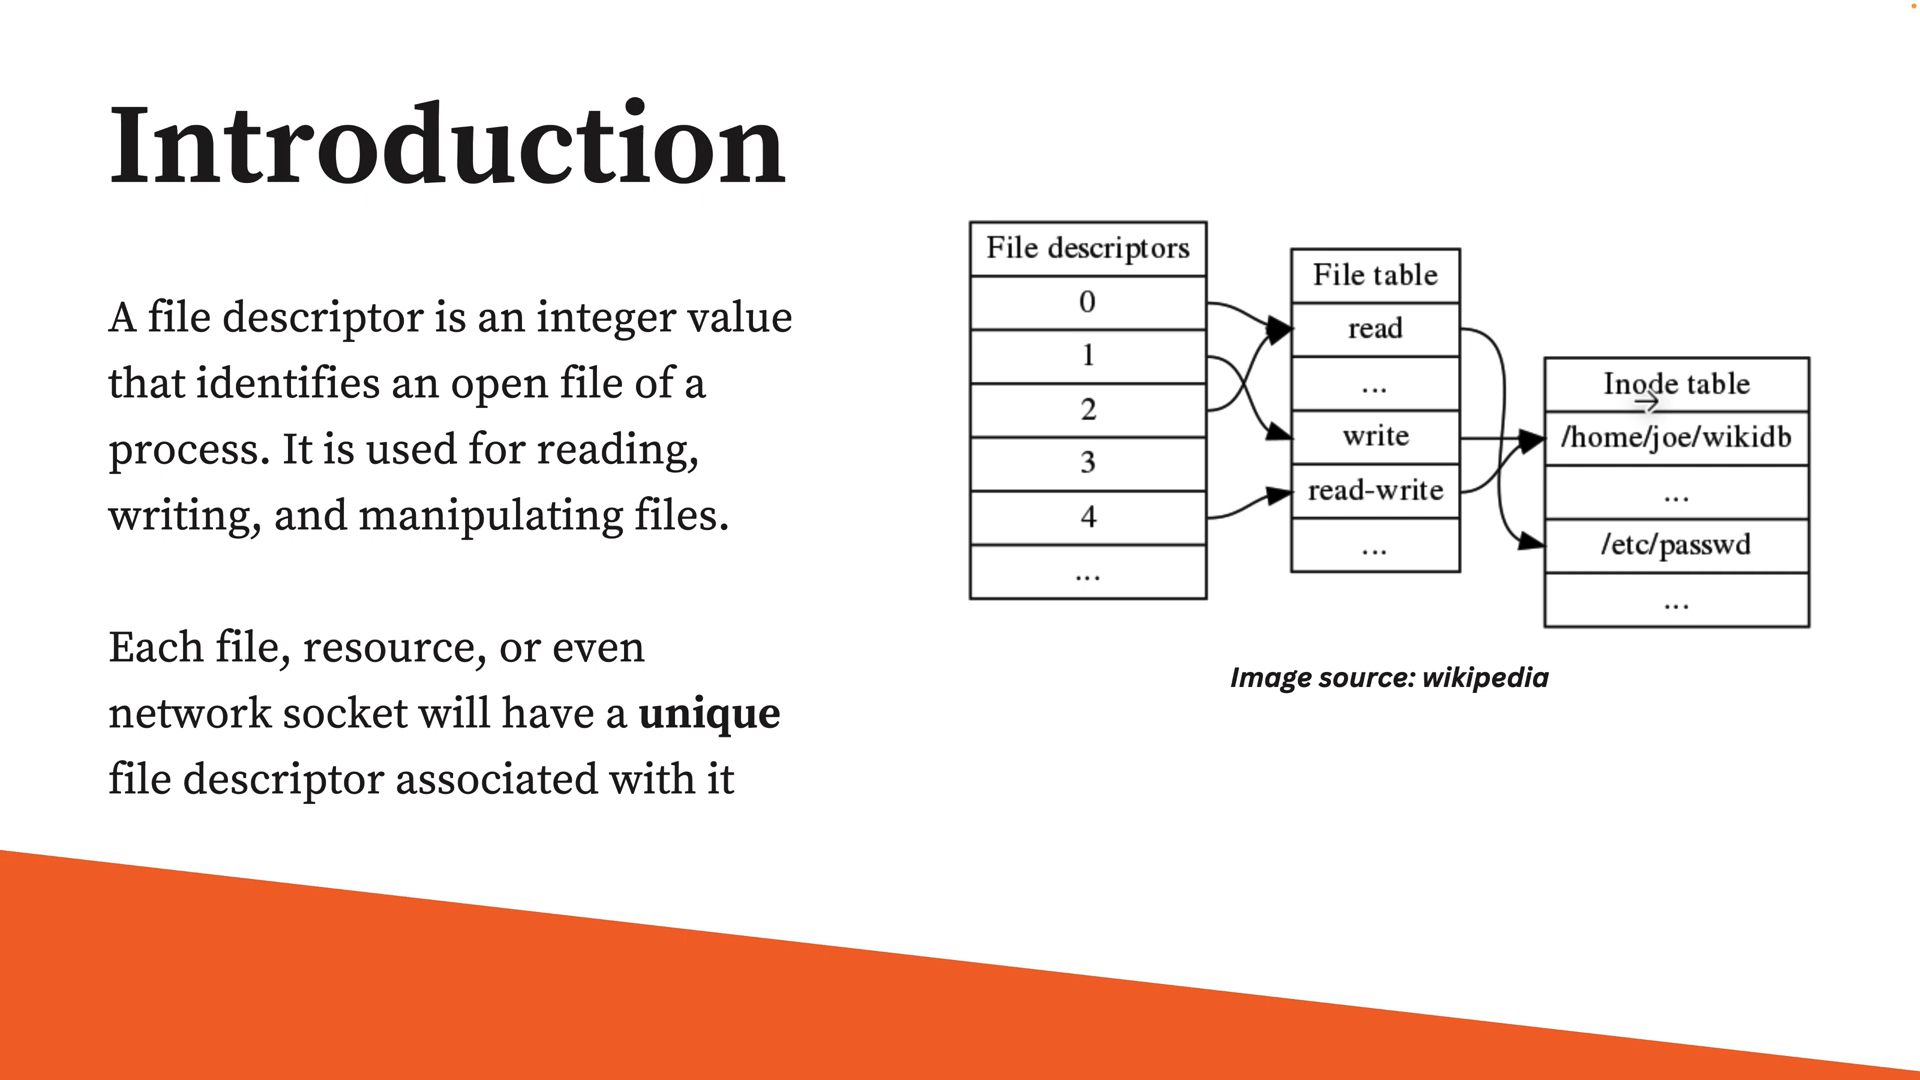 Introduction
A file descriptor is an integer value
that identifies an open file of a
process. It is used for reading,
writing, and manipulating files.
Each file, resource, or even
network socket will have a unique
file descriptor associated with it
File descriptors
0
1
2
3
4
...
File table
read
...
write
read-write
...
Inode table
/home/joe/wikidb
...
/etc/passwd
...
Image source: wikipedia